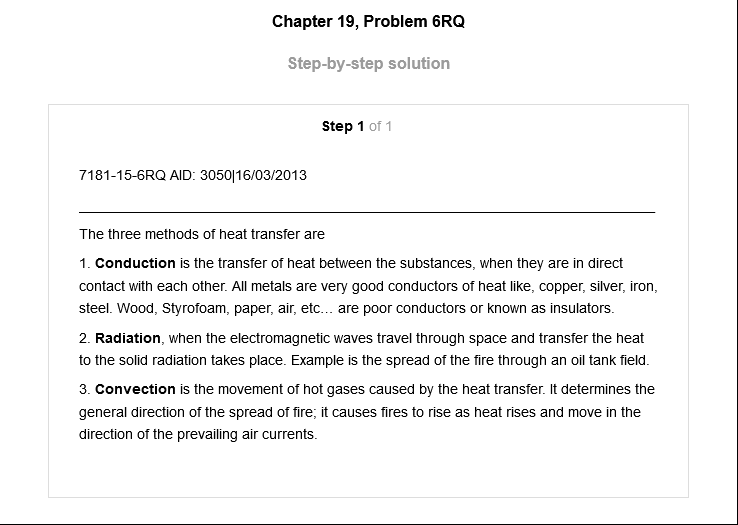 Chapter 19, Problem 6RQ
Step-by-step solution
Step 1 of 1
7181-15-6RQ AID: 3050|16/03/2013
The three methods of heat transfer are
1. Conduction is the transfer of heat between the substances, when they are in direct
contact with each other. All metals are very good conductors of heat like, copper, silver, iron,
steel. Wood, Styrofoam, paper, air, etc… are poor conductors or known as insulators.
2. Radiation, when the electromagnetic waves travel through space and transfer the heat
to the solid radiation takes place. Example is the spread of the fire through an oil tank field.
3. Convection is the movement of hot gases caused by the heat transfer. It determines the
general direction of the spread of fire; it causes fires to rise as heat rises and move in the
direction of the prevailing air currents.